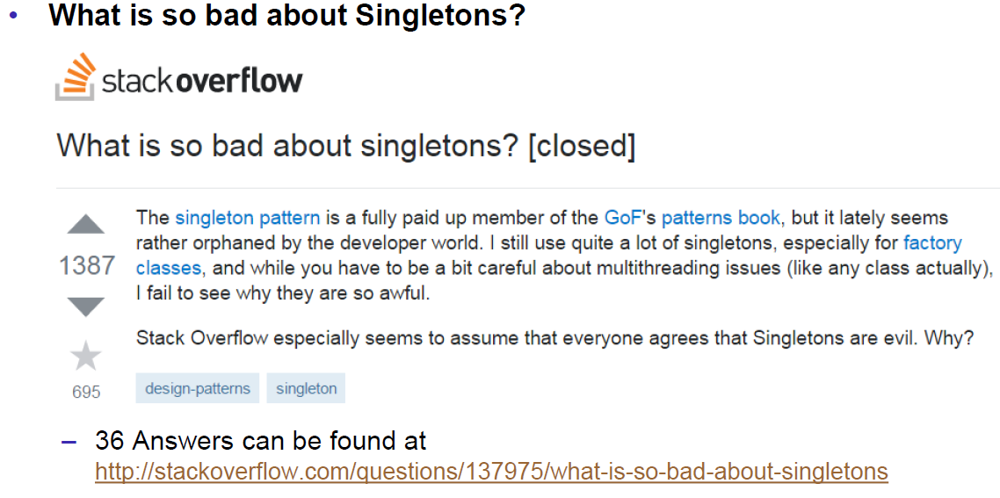 • What is so bad about Singletons?
stackoverflow
What is so bad about singletons? [closed]
The singleton pattern is a fully paid up member of the GoF's patterns book, but it lately seems
rather orphaned by the developer world. I still use quite a lot of singletons, especially for factory
1387
classes, and while you have to be a bit careful about multithreading issues (like any class actually),
I fail to see why they are so awful.
Stack Overflow especially seems to assume that everyone agrees that Singletons are evil. Why?
695
design-patterns singleton
– 36 Answers can be found at
http://stackoverflow.com/questions/137975/what-is-so-bad-about-singletons